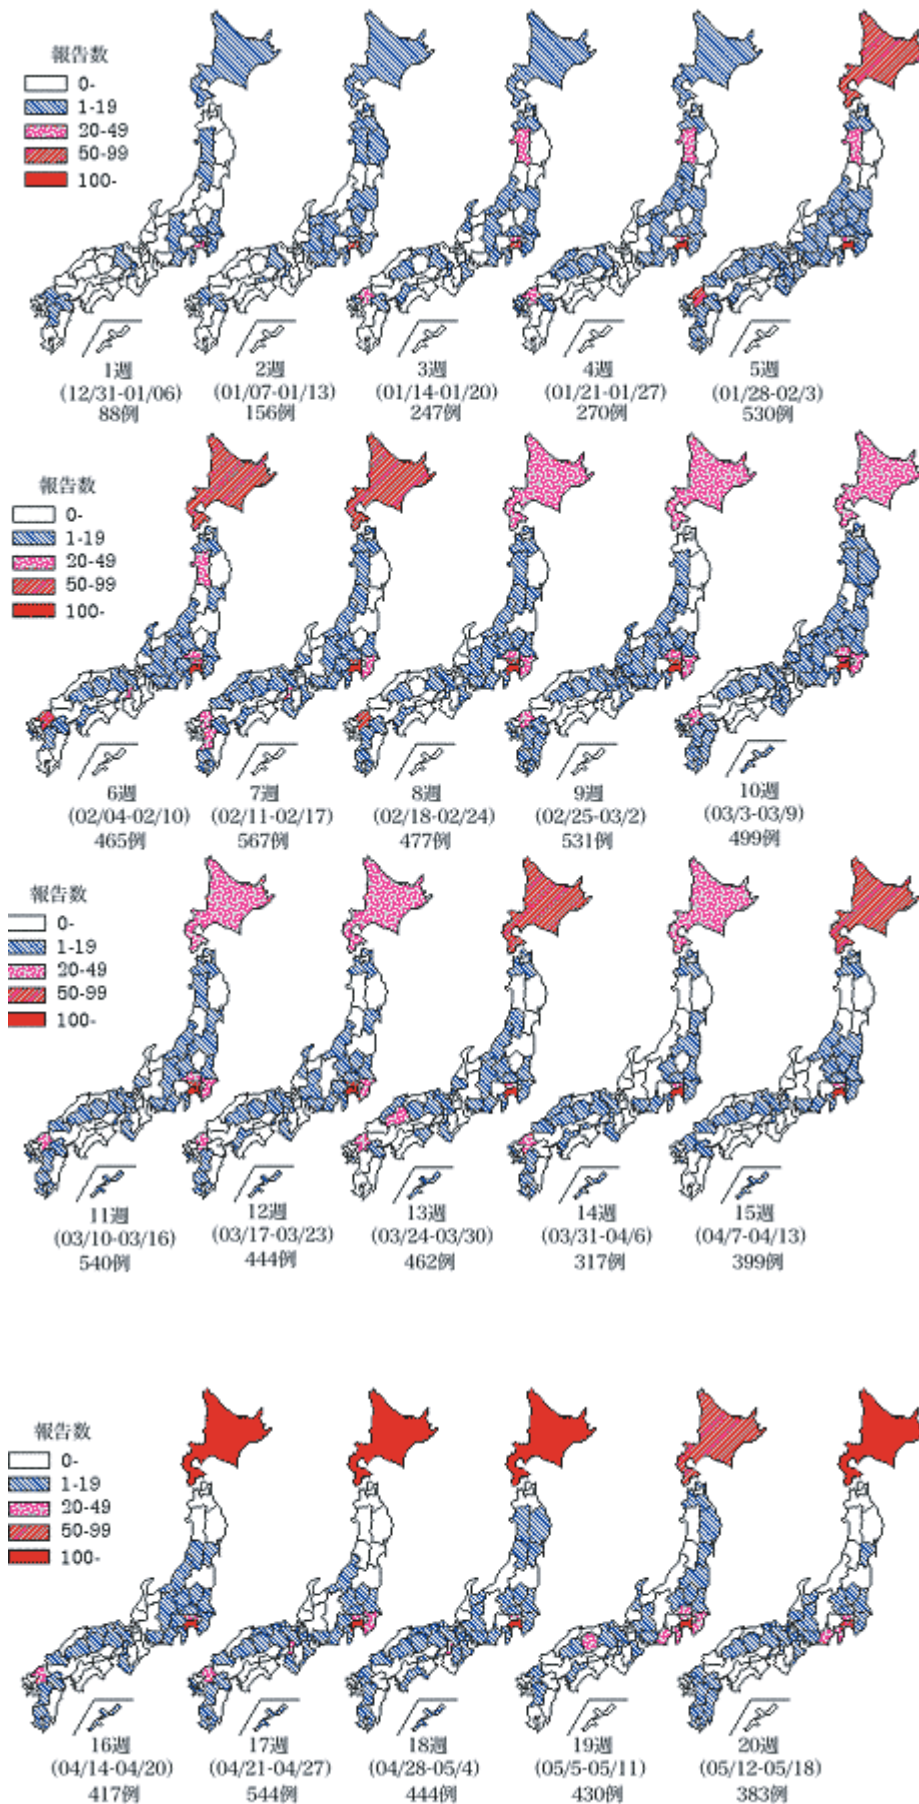 報告数
0-
1-19
20-49
50-99
100-
1週
(12/31-01/06)
88例
2週
(01/07-01/13)
156例
3週
(01/14-01/20)
247例
4週
(01/21-01/27)
270例
5週
(01/28-02/3)
530例
報告数
0-
1-19
20-49
50-99
100-
6週
(02/04-02/10)
465例
7週
(02/11-02/17)
567例
8週
(02/18-02/24)
477例
9週
(02/25-03/2)
531例
10週
(03/3-03/9)
499例
報告数
0-
1-19
20-49
50-99
100-
11週
(03/10-03/16)
540例
12週
(03/17-03/23)
444例
13週
(03/24-03/30)
462例
14週
(03/31-04/6)
317例
15週
(04/7-04/13)
399例
報告数
0-
1-19
20-49
50-99
100-
16週
(04/14-04/20)
417例
17週
(04/21-04/27)
544例
18週
(04/28-05/4)
444例
19週
(05/5-05/11)
430例
20週
(05/12-05/18)
383例